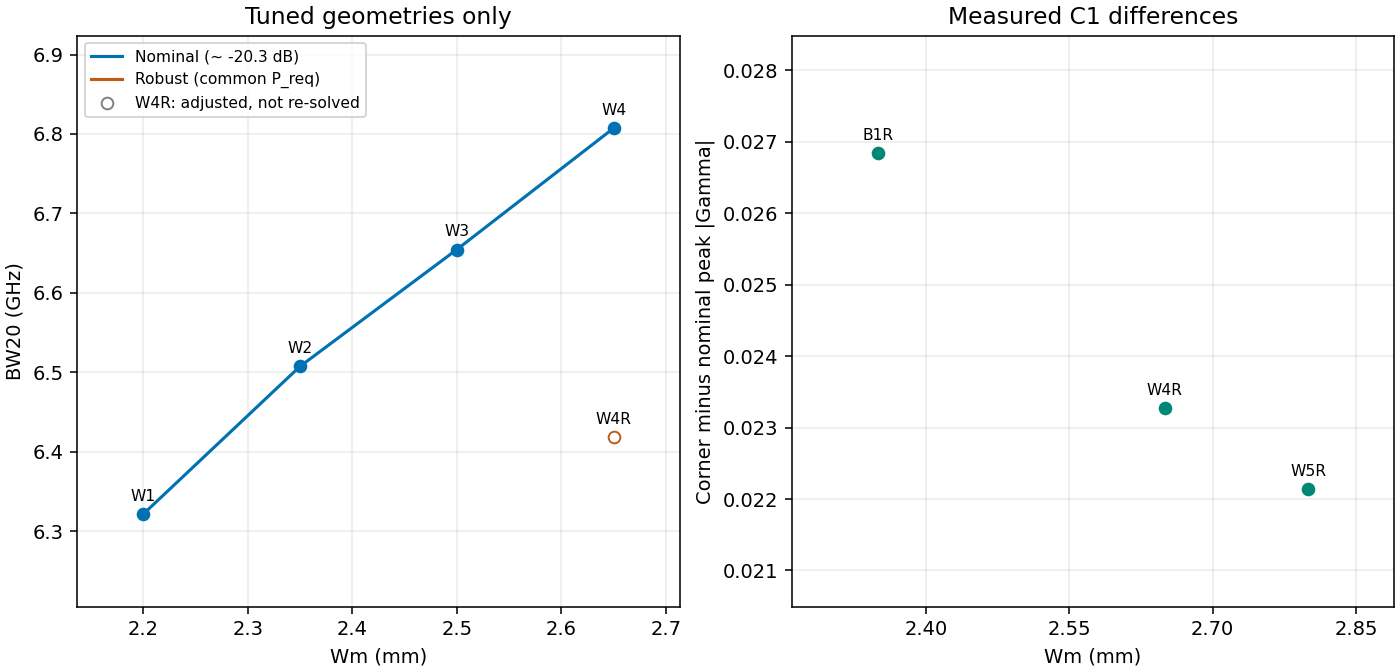 Tuned geometries only
Nominal (~ -20.3 dB)
Robust (common P_req)
W4R: adjusted, not re-solved
6.9
6.8
6.7
6.6
6.5
6.4
6.3
BW20 (GHz)
W1
W2
W3
W4
W4R
2.2
2.3
2.4
2.5
2.6
2.7
Wm (mm)
Measured C1 differences
0.028
0.027
0.026
0.025
0.024
0.023
0.022
0.021
Corner minus nominal peak |Gamma|
B1R
W4R
W5R
2.40
2.55
2.70
2.85
Wm (mm)